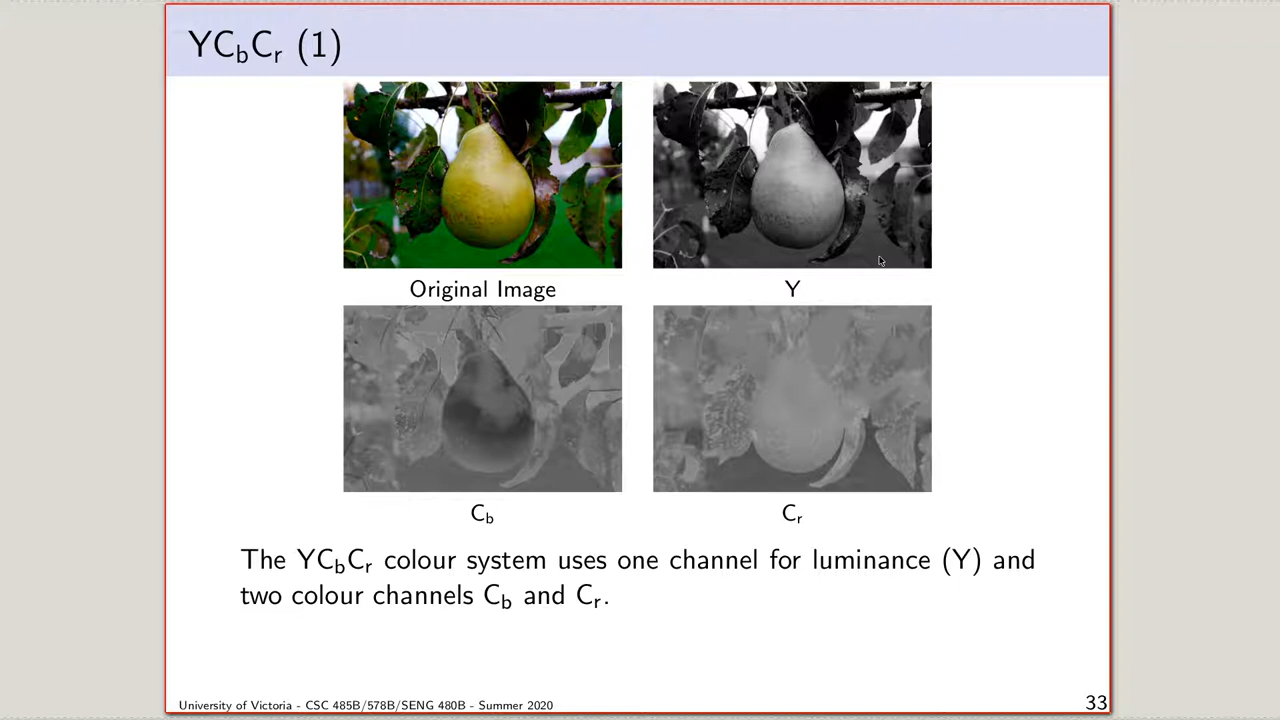 YCbCr (1)
Original Image
Y
Cb
Cr
The YCbCr colour system uses one channel for luminance (Y) and
two colour channels Cb and Cr.
University of Victoria - CSC 485B/578B/SENG 480B - Summer 2020
33